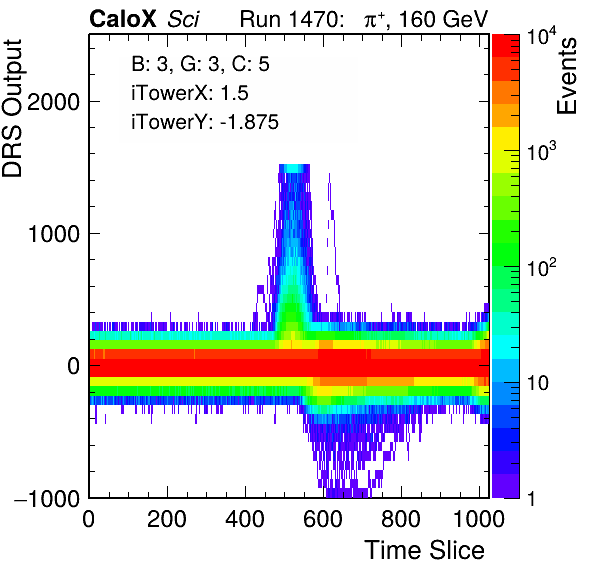 CaloX Sci Run 1470: π⁺, 160 GeV
B: 3, G: 3, C: 5
iTowerX: 1.5
iTowerY: -1.875
DRS Output
2000
1000
0
−1000
0 200 400 600 800 1000
Time Slice
Events
10⁴
10³
10²
10
1